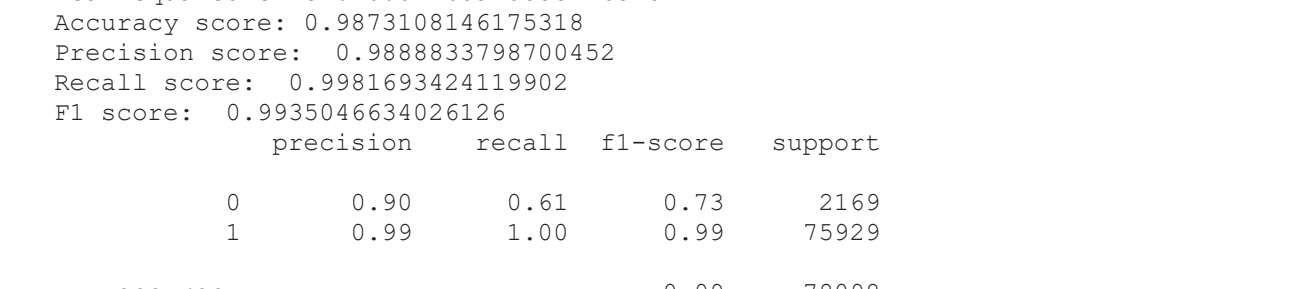 Accuracy score: 0.9873108146175318
Precision score:  0.9888833798700452
Recall score:  0.9981693424119902
F1 score:  0.9935046634026126
precision    recall  f1-score   support
0       0.90      0.61      0.73      2169
1       0.99      1.00      0.99     75929